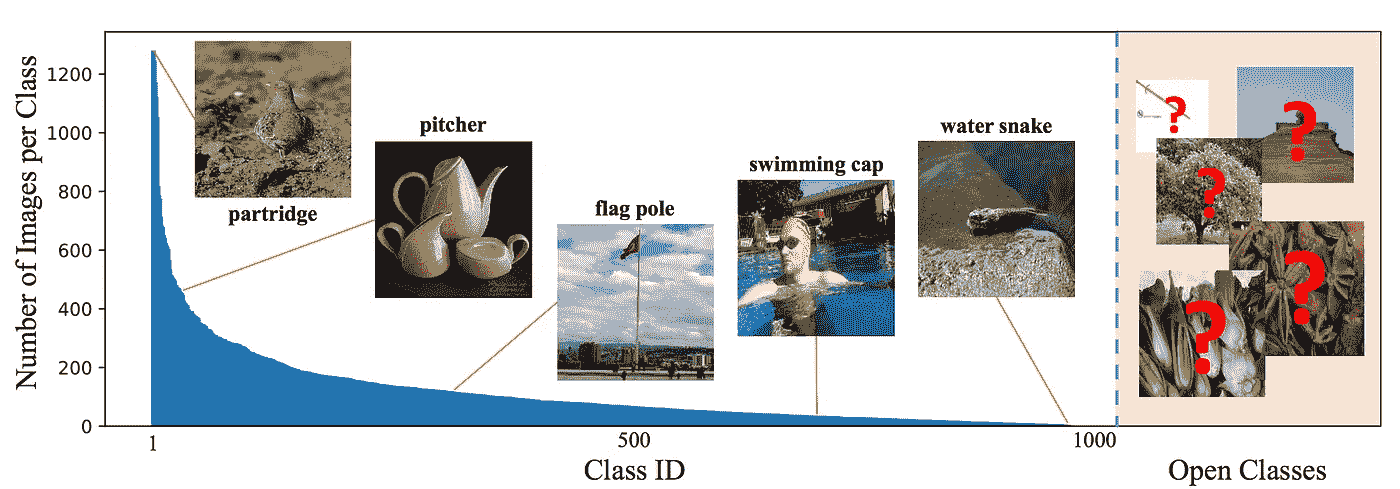 Number of Images per Class
1200
1000
800
600
400
200
0
partridge
pitcher
flag pole
swimming cap
water snake
?
?
?
?
?
1
500
1000
Class ID
Open Classes